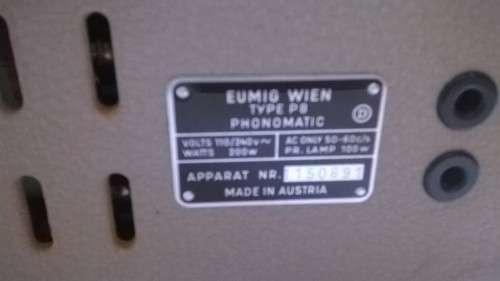 EUMIG WIEN
TYPE P8
PHONOMATIC
D
VOLTS 110/240V~ AC ONLY 50-60c/s
WATTS 200W PR. LAMP 100W
APPARAT NR. 1150891
MADE IN AUSTRIA